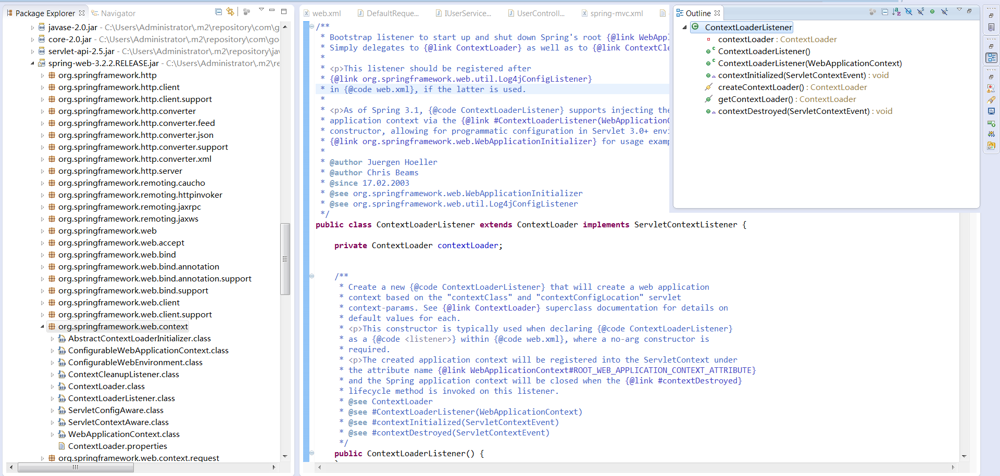 Package Explorer
Navigator
javase-2.0.jar - C:\Users\Administrator\.m2\repository\com\g
core-2.0.jar - C:\Users\Administrator\.m2\repository\com\goo
servlet-api-2.5.jar - C:\Users\Administrator\.m2\repository\ja
spring-web-3.2.2.RELEASE.jar - C:\Users\Administrator\.m2\re
org.springframework.http
org.springframework.http.client
org.springframework.http.client.support
org.springframework.http.converter
org.springframework.http.converter.feed
org.springframework.http.converter.json
org.springframework.http.converter.support
org.springframework.http.converter.xml
org.springframework.http.server
org.springframework.remoting.caucho
org.springframework.remoting.httpinvoker
org.springframework.remoting.jaxrpc
org.springframework.remoting.jaxws
org.springframework.web
org.springframework.web.accept
org.springframework.web.bind
org.springframework.web.bind.annotation
org.springframework.web.bind.annotation.support
org.springframework.web.bind.support
org.springframework.web.client
org.springframework.web.client.support
org.springframework.web.context
AbstractContextLoaderInitializer.class
ConfigurableWebApplicationContext.class
ConfigurableWebEnvironment.class
ContextCleanupListener.class
ContextLoader.class
ContextLoaderListener.class
ServletConfigAware.class
ServletContextAware.class
WebApplicationContext.class
ContextLoader.properties
org.springframework.web.context.request
web.xml
DefaultReque...
IUserService...
UserControll...
spring-mvc.xml
/**
* Bootstrap listener to start up and shut down Spring's root {@link WebAppl
* Simply delegates to {@link ContextLoader} as well as to {@link ContextCle
*
* <p>This listener should be registered after
* {@link org.springframework.web.util.Log4jConfigListener}
* in {@code web.xml}, if the latter is used.
*
* <p>As of Spring 3.1, {@code ContextLoaderListener} supports injecting the
* application context via the {@link #ContextLoaderListener(WebApplicationC
* constructor, allowing for programmatic configuration in Servlet 3.0+ envi
* {@link org.springframework.web.WebApplicationInitializer} for usage examp
*
* @author Juergen Hoeller
* @author Chris Beams
* @since 17.02.2003
* @see org.springframework.web.WebApplicationInitializer
* @see org.springframework.web.util.Log4jConfigListener
*/
public class ContextLoaderListener extends ContextLoader implements ServletContextListener {
private ContextLoader contextLoader;
/**
* Create a new {@code ContextLoaderListener} that will create a web application
* context based on the "contextClass" and "contextConfigLocation" servlet
* context-params. See {@link ContextLoader} superclass documentation for details on
* default values for each.
* <p>This constructor is typically used when declaring {@code ContextLoaderListener}
* as a {@code <listener>} within {@code web.xml}, where a no-arg constructor is
* required.
* <p>The created application context will be registered into the ServletContext under
* the attribute name {@link WebApplicationContext#ROOT_WEB_APPLICATION_CONTEXT_ATTRIBUTE}
* and the Spring application context will be closed when the {@link #contextDestroyed}
* lifecycle method is invoked on this listener.
* @see ContextLoader
* @see #ContextLoaderListener(WebApplicationContext)
* @see #contextInitialized(ServletContextEvent)
* @see #contextDestroyed(ServletContextEvent)
*/
public ContextLoaderListener() {
Outline
ContextLoaderListener
contextLoader : ContextLoader
ContextLoaderListener()
ContextLoaderListener(WebApplicationContext)
contextInitialized(ServletContextEvent) : void
createContextLoader() : ContextLoader
getContextLoader() : ContextLoader
contextDestroyed(ServletContextEvent) : void